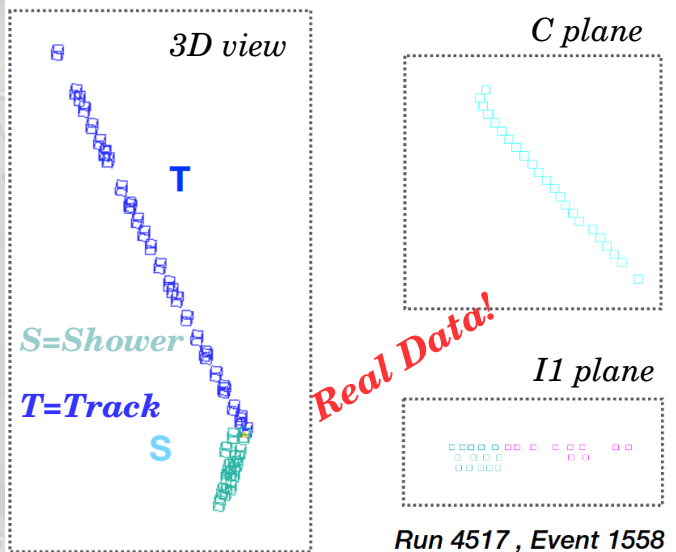 3D view
C plane
T
S=Shower
Real Data!
I1 plane
T=Track
S
Run 4517 , Event 1558